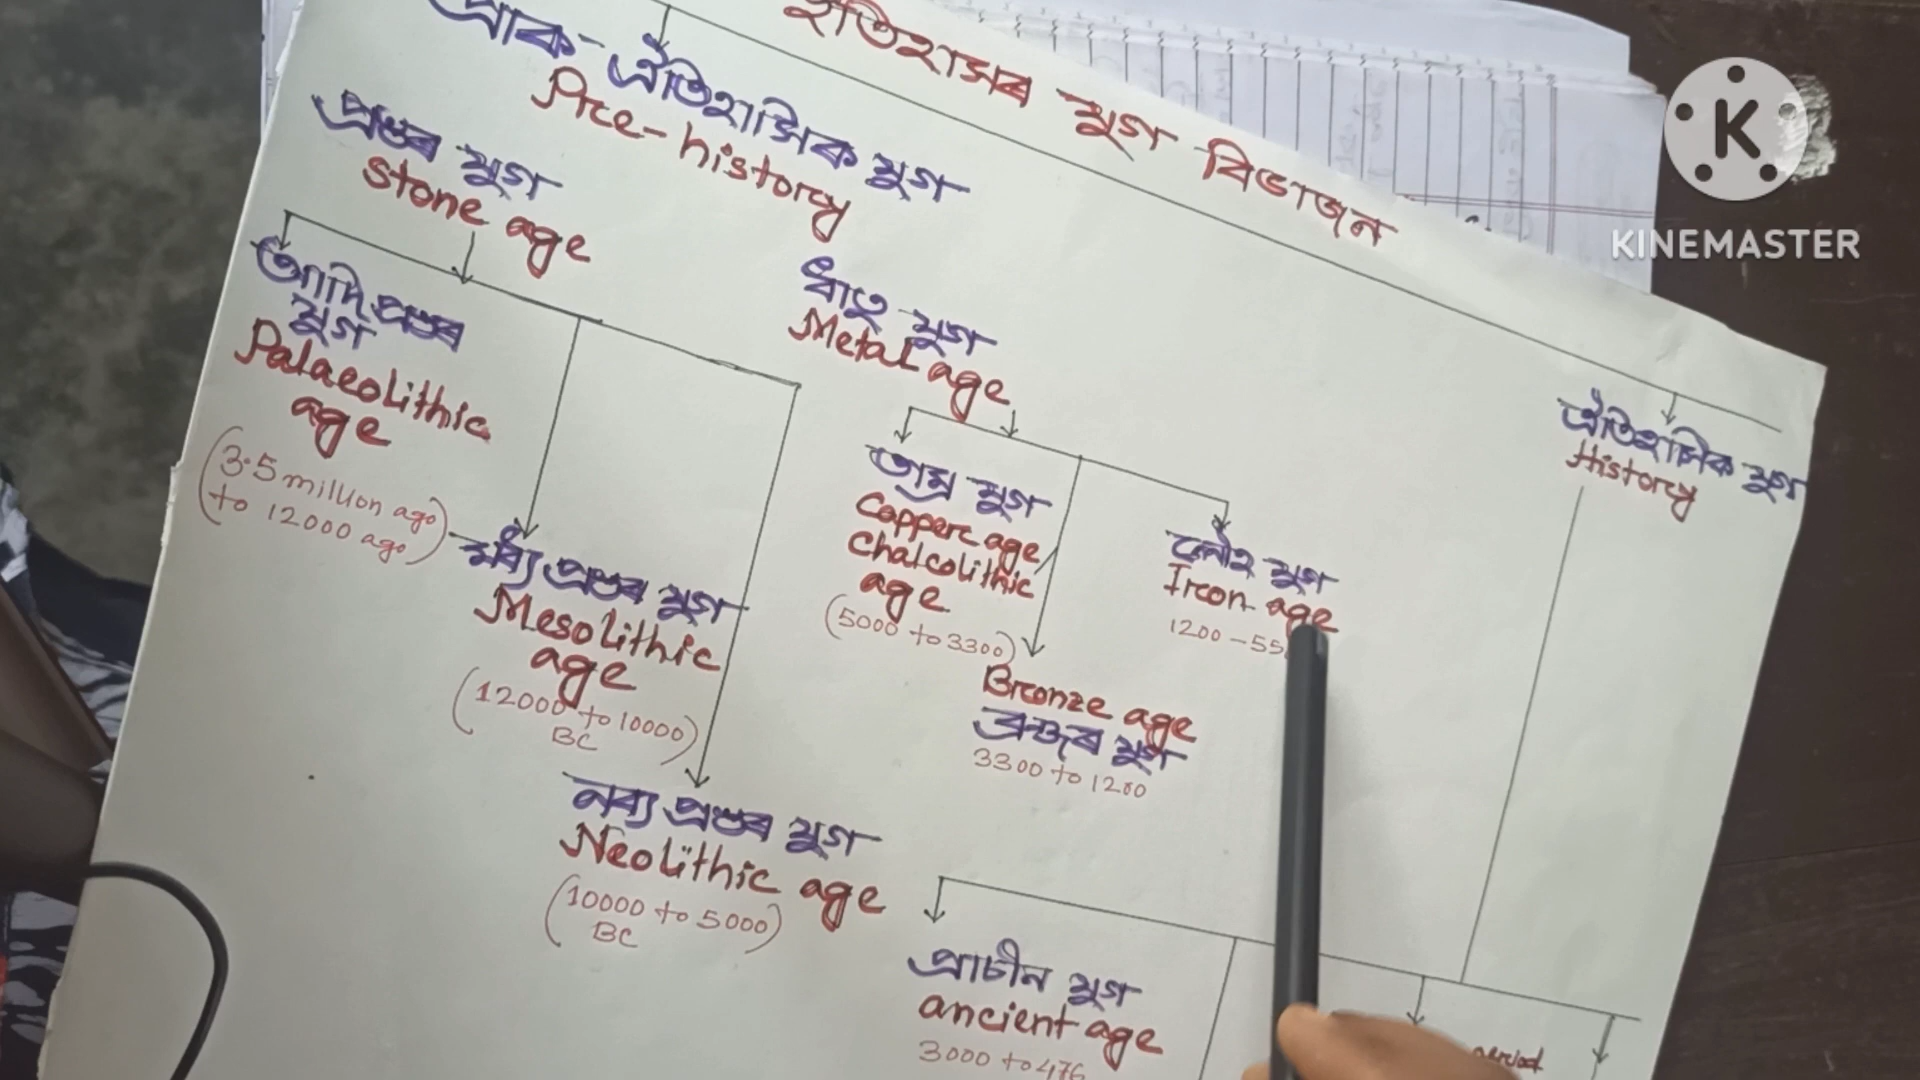 ইতিহাসৰ যুগ বিভাজন
প্ৰাক-ঐতিহাসিক যুগ
Pre-history
প্ৰস্তৰ যুগ
Stone age
আদি প্ৰস্তৰ
যুগ
Palaeolithic
age
(3.5 million ago
to 12000 ago)
মধ্য প্ৰস্তৰ যুগ
Mesolithic
age
(12000 to 10000)
BC
নব্য প্ৰস্তৰ যুগ
Neolithic age
(10000 to 5000)
BC
ধাতু যুগ
Metal age
তাম্ৰ যুগ
Copper age/
Chalcolithic
age
(5000 to 3300)
Bronze age
ব্ৰঞ্জৰ যুগ
3300 to 1200
লৌহ যুগ
Iron age
1200-55
ঐতিহাসিক যুগ
History
প্ৰাচীন যুগ
ancient age
3000 to 476
period
KINEMASTER